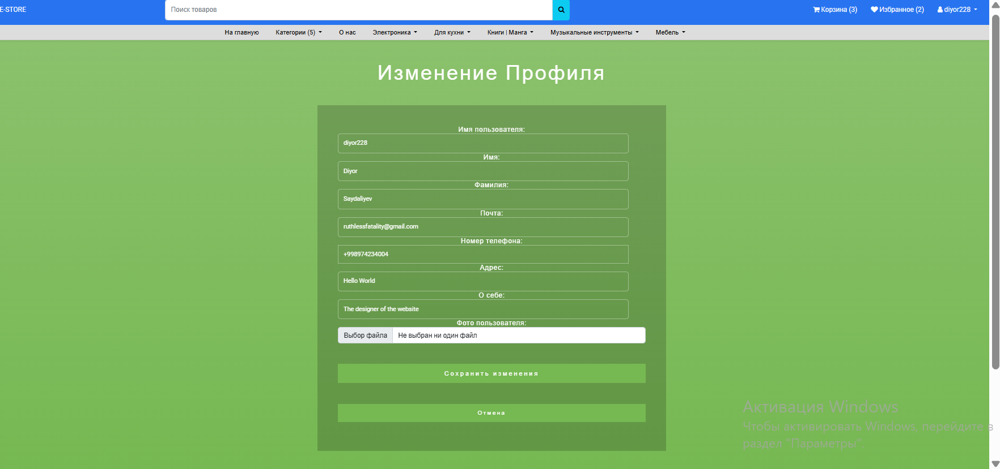 E-STORE
Поиск товаров
Корзина (3) Избранное (2) diyor228
На главную Категории (5) О нас Электроника Для кухни Книги | Манга Музыкальные инструменты Мебель
Изменение Профиля
Имя пользователя:
diyor228
Имя:
Diyor
Фамилия:
Saydaliyev
Почта:
ruthlessfatality@gmail.com
Номер телефона:
+998974234004
Адрес:
Hello World
О себе:
The designer of the website
Фото пользователя:
Выбор файла Не выбран ни один файл
Сохранить изменения
Отмена
Активация Windows
Чтобы активировать Windows, перейдите в
раздел "Параметры".